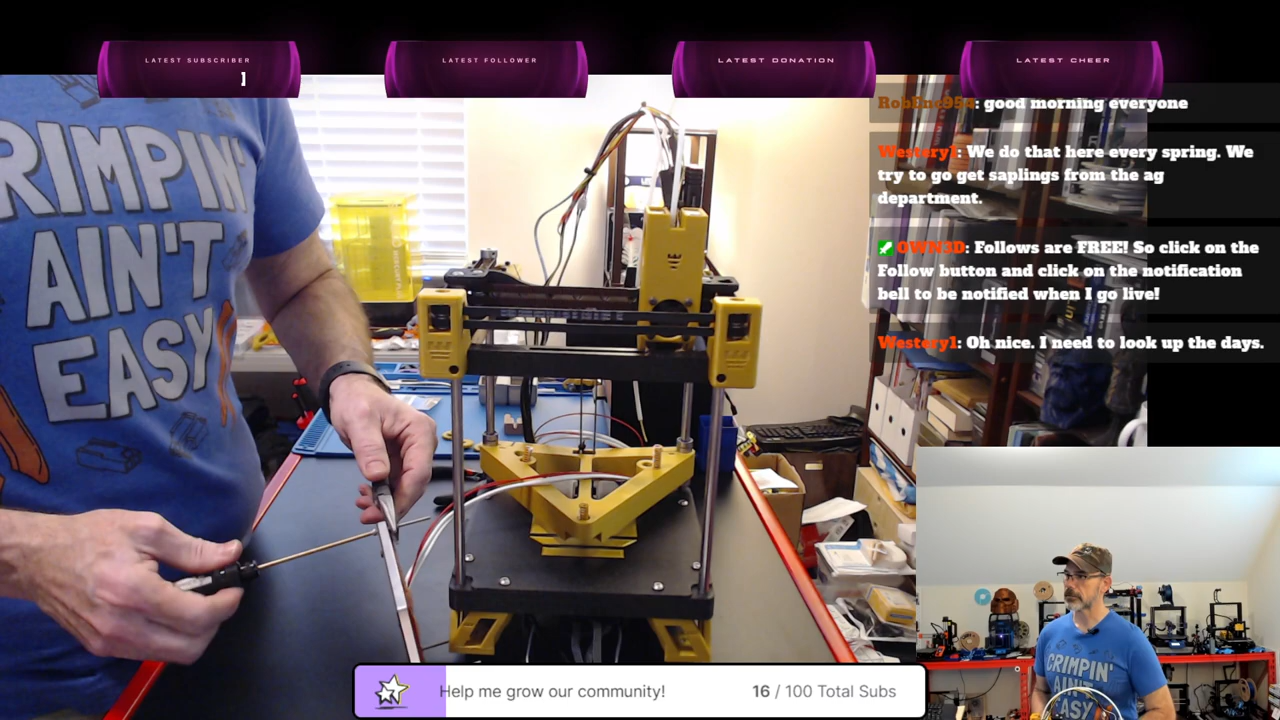 LATEST SUBSCRIBER
]
LATEST FOLLOWER
LATEST DONATION
LATEST CHEER
: good morning everyone
Westery1: We do that here every spring. We
try to go get saplings from the ag
department.
OWN3D: Follows are FREE! So click on the
Follow button and click on the notification
bell to be notified when I go live!
Westery1: Oh nice. I need to look up the days.
CRIMPIN'
AIN'T
EASY
CRIMPIN'
AIN'T
EASY
Help me grow our community!
16 / 100 Total Subs